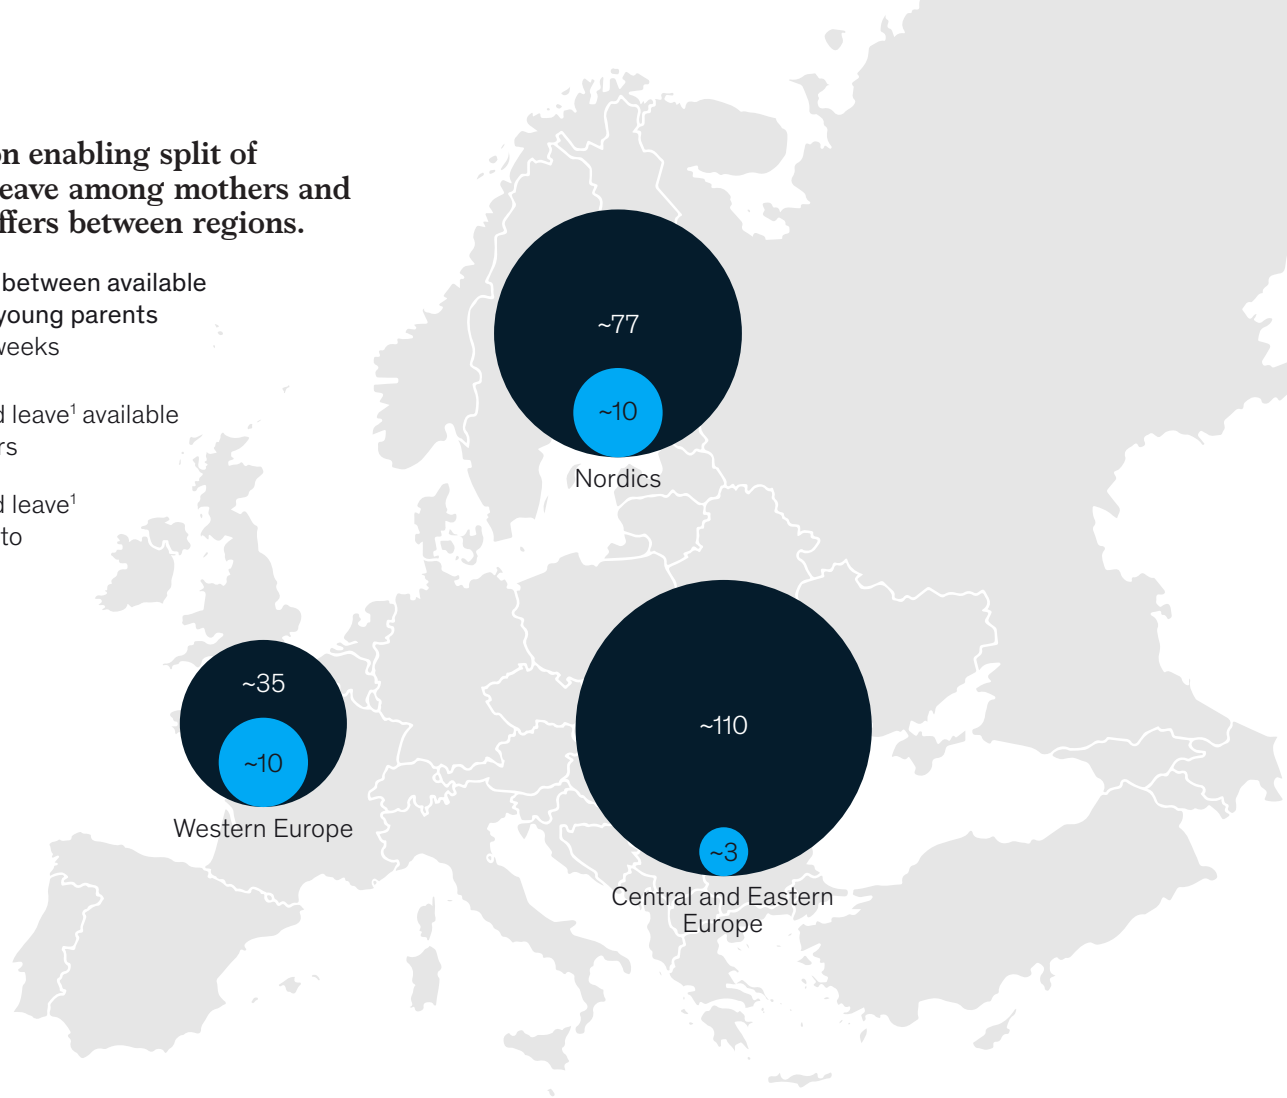 on enabling split of
leave among mothers and
ffers between regions.
between available
young parents
weeks
d leave¹ available
rs
d leave¹
to
~77
~10
Nordics
~35
~10
Western Europe
~110
~3
Central and Eastern
Europe